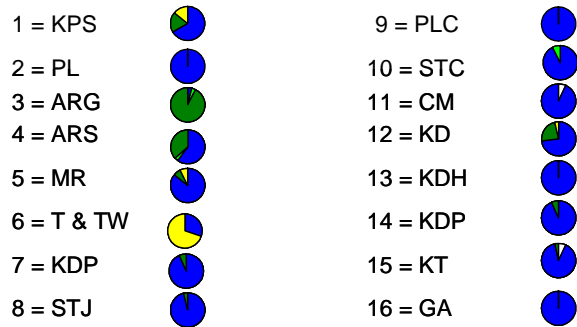 1 = KPS
2 = PL
3 = ARG
4 = ARS
5 = MR
6 = T & TW
7 = KDP
8 = STJ
9 = PLC
10 = STC
11 = CM
12 = KD
13 = KDH
14 = KDP
15 = KT
16 = GA